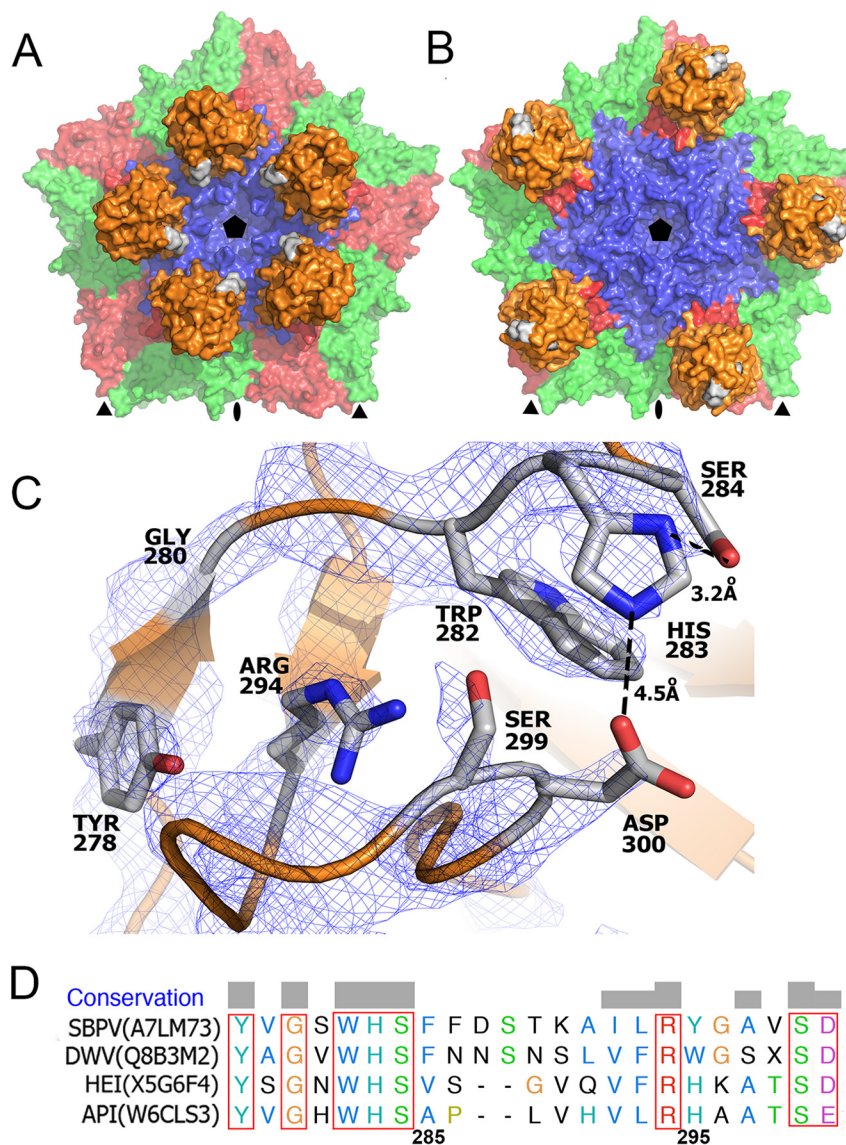 A
B
C
SER
284
GLY
280
3.2Å
TRP
282
HIS
283
ARG
294
4.5Å
SER
299
TYR
278
ASP
300
D
Conservation
SBPV(A7LM73) Y V G S W H S F F D S T K A I L R Y G A V S D
DWV(Q8B3M2) Y A G V W H S F N N S N S L V F R W G S X S D
HEI(X5G6F4) Y S G N W H S V S - - G V Q V F R H K A T S D
API(W6CLS3) Y V G H W H S A P - - L V H V L R H A A T S E
285 295